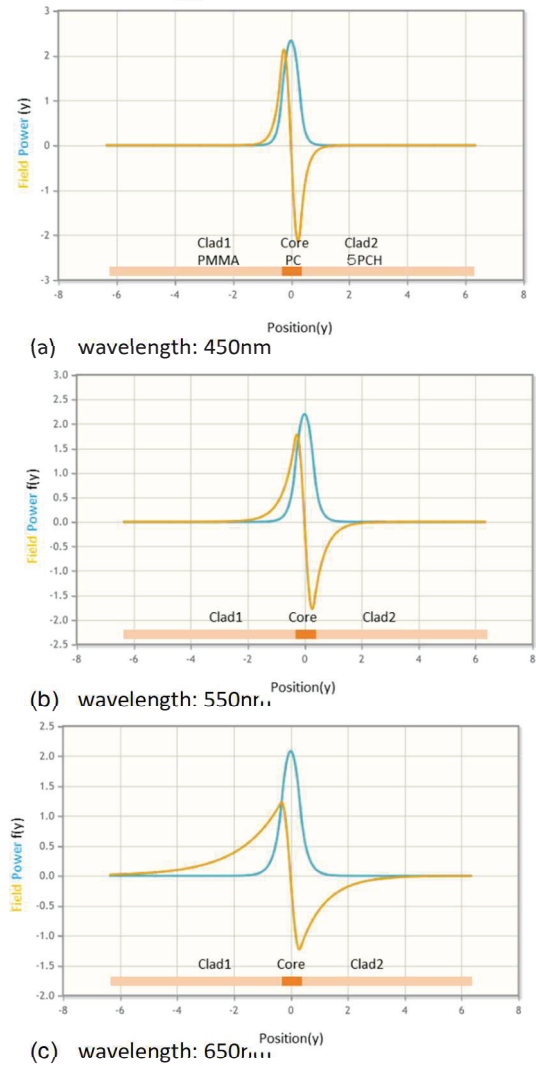 3
2
1
0
-1
-2
-3
Field Power (y)
Clad1 Core Clad2
PMMA PC 5PCH
-8 -6 -4 -2 0 2 4 6 8
Position(y)
(a) wavelength: 450nm
3.0
2.5
2.0
1.5
1.0
0.5
0.0
-0.5
-1.0
-1.5
-2.0
-2.5
Field Power f(y)
Clad1 Core Clad2
-8 -6 -4 -2 0 2 4 6 8
Position(y)
(b) wavelength: 550nm
2.5
2.0
1.5
1.0
0.5
0.0
-0.5
-1.0
-1.5
-2.0
Field Power f(y)
Clad1 Core Clad2
-8 -6 -4 -2 0 2 4 6 8
Position(y)
(c) wavelength: 650nm